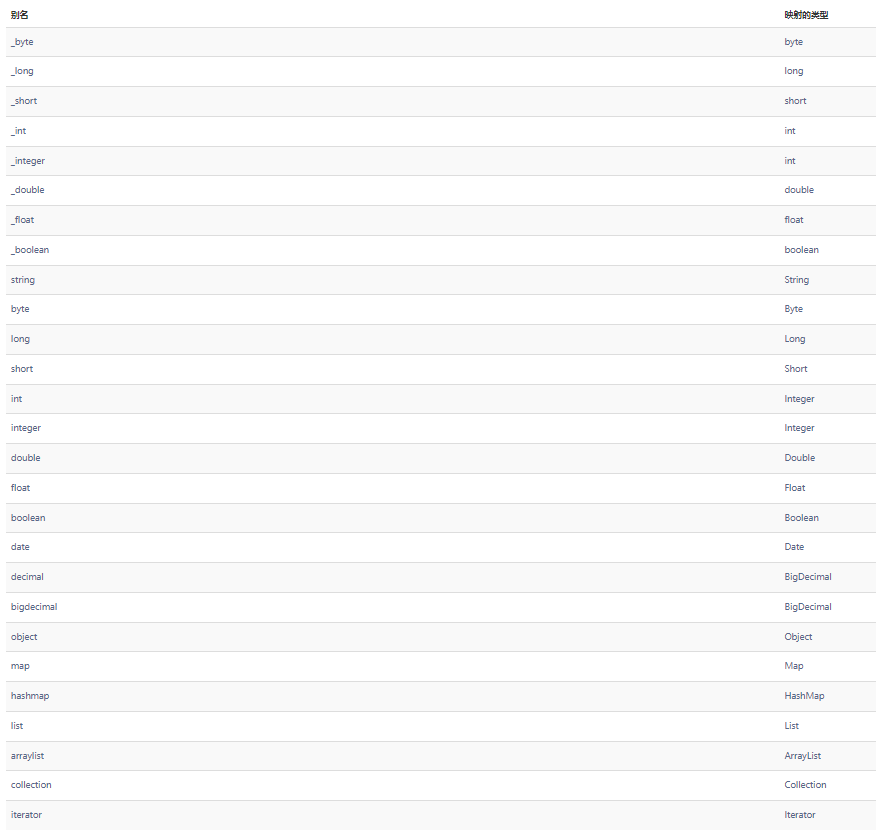 别名 映射的类型
_byte byte
_long long
_short short
_int int
_integer int
_double double
_float float
_boolean boolean
string String
byte Byte
long Long
short Short
int Integer
integer Integer
double Double
float Float
boolean Boolean
date Date
decimal BigDecimal
bigdecimal BigDecimal
object Object
map Map
hashmap HashMap
list List
arraylist ArrayList
collection Collection
iterator Iterator